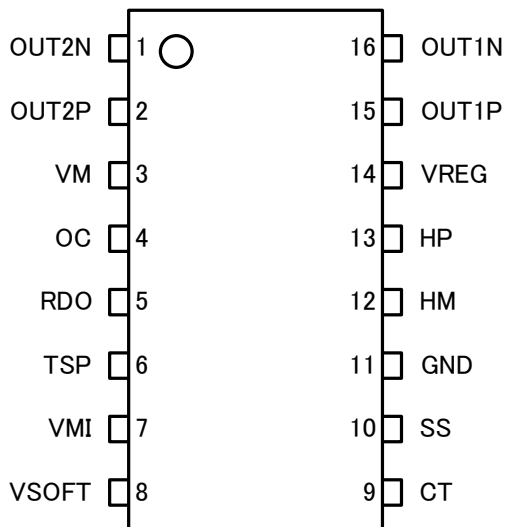 OUT2N 1 16 OUT1N
OUT2P 2 15 OUT1P
VM 3 14 VREG
OC 4 13 HP
RDO 5 12 HM
TSP 6 11 GND
VMI 7 10 SS
VSOFT 8 9 CT